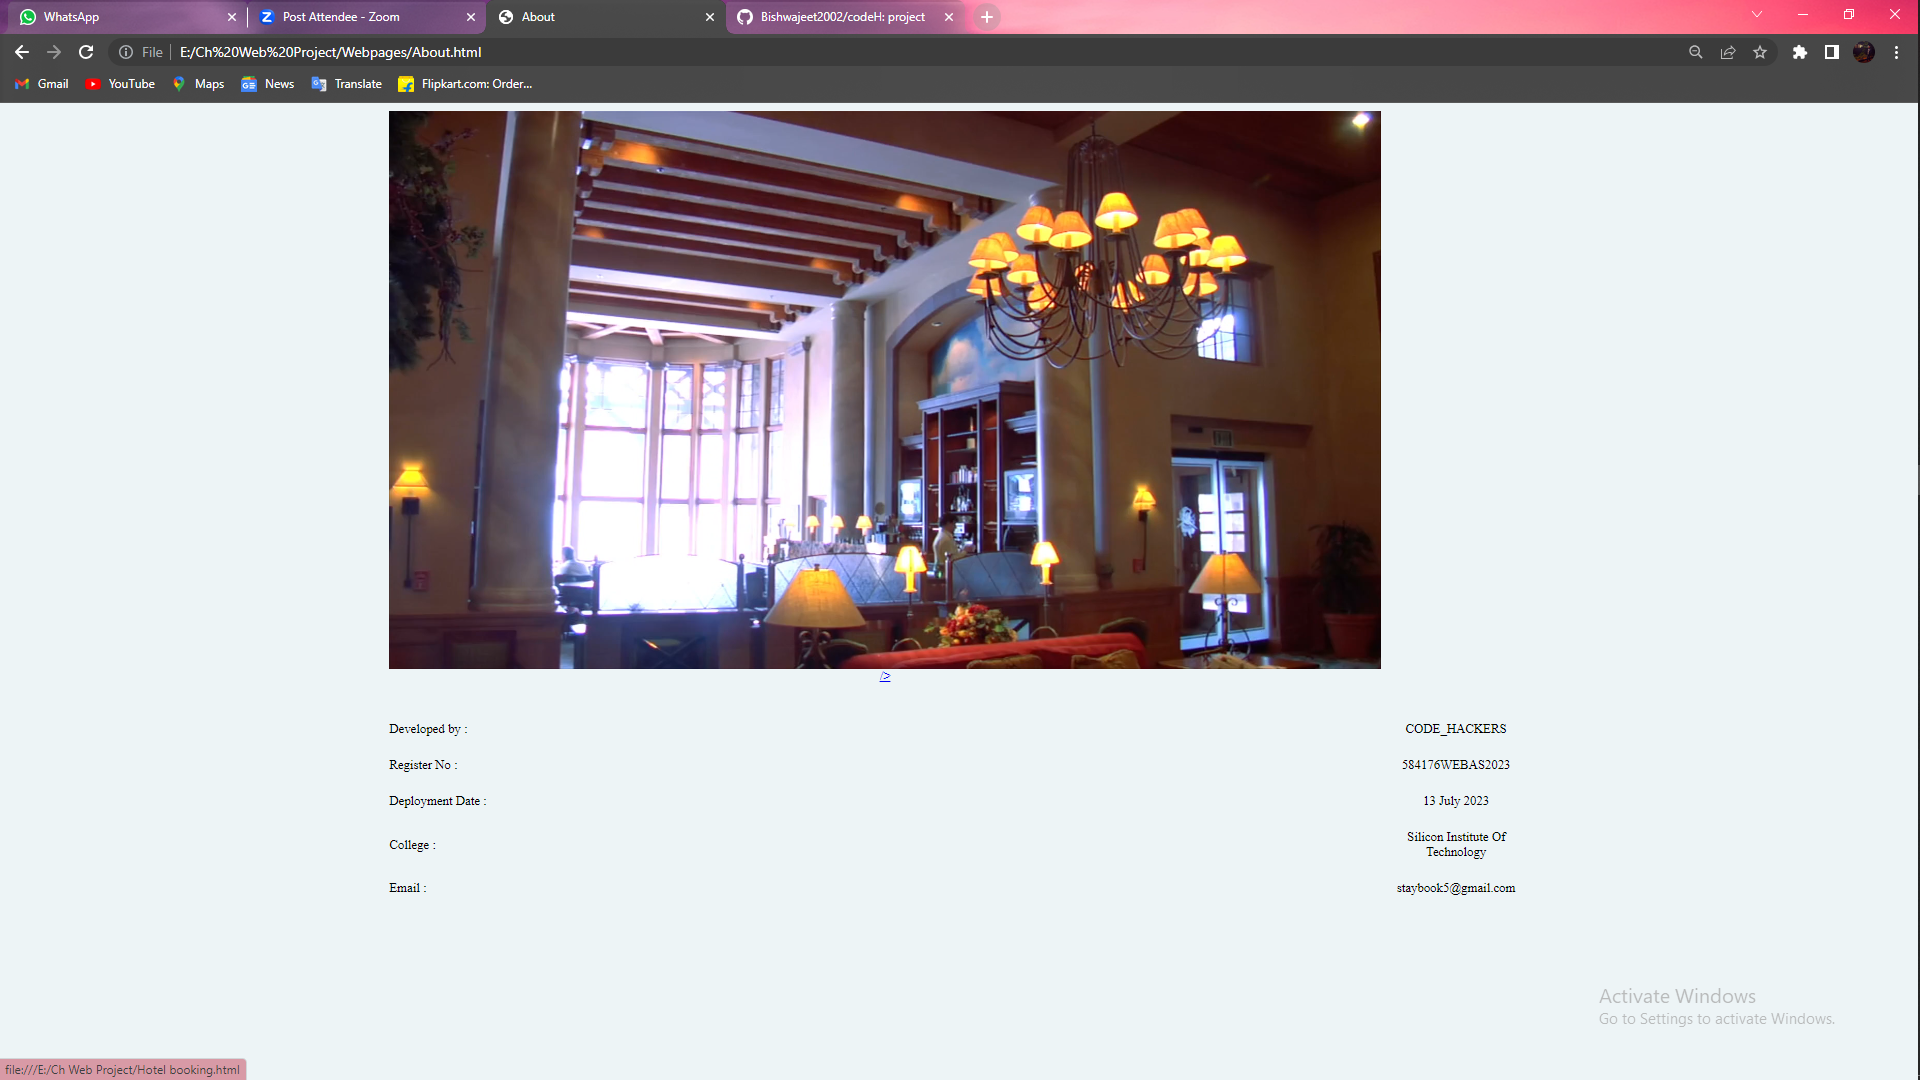 WhatsApp
Post Attendee - Zoom
About
Bishwajeet2002/codeH: project
File
E:/Ch%20Web%20Project/Webpages/About.html
Gmail
YouTube
Maps
News
Translate
Flipkart.com: Order...
/>
Developed by : CODE_HACKERS
Register No : 584176WEBAS2023
Deployment Date : 13 July 2023
College : Silicon Institute Of
Technology
Email : staybook5@gmail.com
Activate Windows
Go to Settings to activate Windows.
file:///E:/Ch Web Project/Hotel booking.html